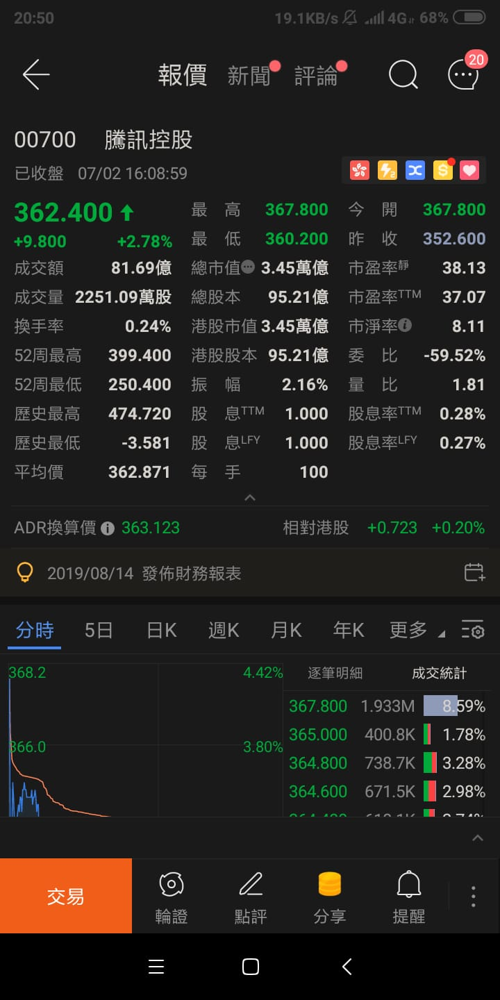 20:50 19.1KB/s 4G 68%
報價 新聞 評論 20
00700 騰訊控股
已收盤 07/02 16:08:59
362.400 最高 367.800 今開 367.800
+9.800 +2.78% 最低 360.200 昨收 352.600
成交額 81.69億 總市值 3.45萬億 市盈率靜 38.13
成交量 2251.09萬股 總股本 95.21億 市盈率TTM 37.07
換手率 0.24% 港股市值 3.45萬億 市淨率 8.11
52周最高 399.400 港股股本 95.21億 委比 -59.52%
52周最低 250.400 振幅 2.16% 量比 1.81
歷史最高 474.720 股息TTM 1.000 股息率TTM 0.28%
歷史最低 -3.581 股息LFY 1.000 股息率LFY 0.27%
平均價 362.871 每手 100
ADR換算價 363.123 相對港股 +0.723 +0.20%
2019/08/14 發佈財務報表
分時 5日 日K 週K 月K 年K 更多
368.2 4.42% 逐筆明細 成交統計
367.800 1.933M 8.59%
365.000 400.8K 1.78%
366.0 3.80%
364.800 738.7K 3.28%
364.600 671.5K 2.98%
交易 輪證 點評 分享 提醒